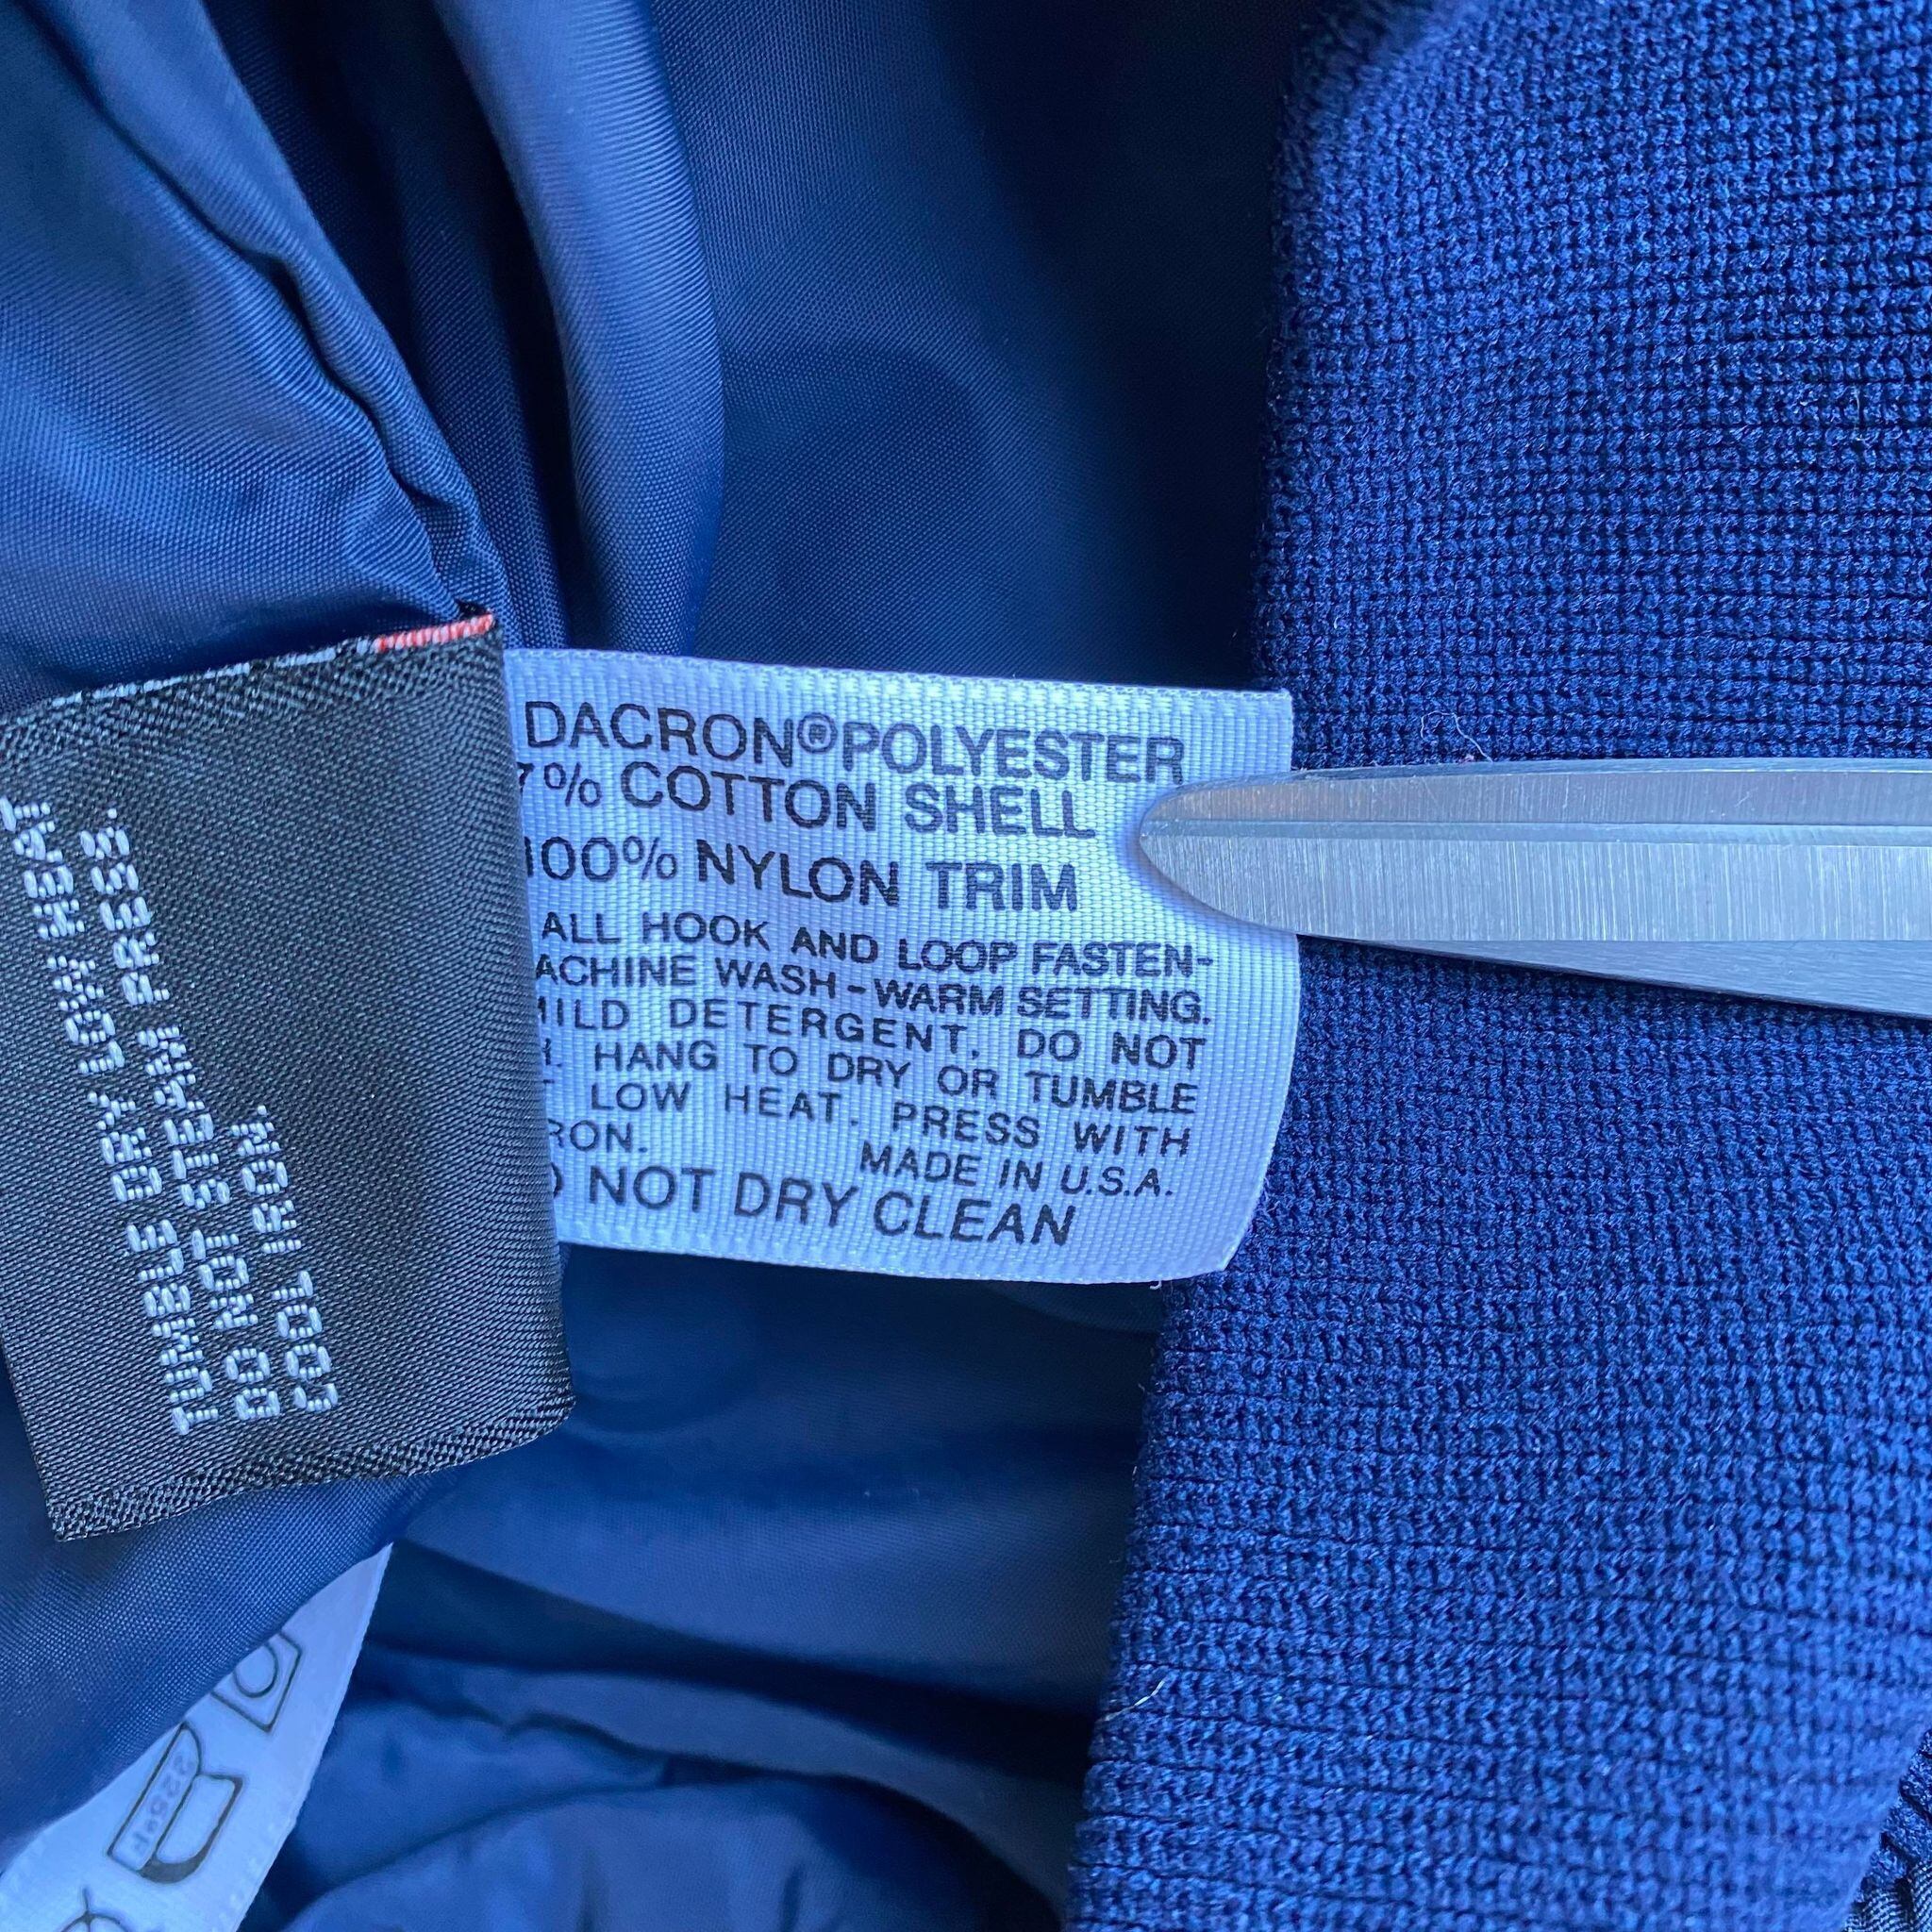 DACRON®POLYESTER
7% COTTON SHELL
100% NYLON TRIM
ALL HOOK AND LOOP FASTEN-
ACHINE WASH-WARM SETTING.
MILD DETERGENT. DO NOT
HANG TO DRY OR TUMBLE
LOW HEAT. PRESS WITH
RON.
MADE IN U.S.A.
NOT DRY CLEAN
TUMBLE DRY LOW HEAT
DO NOT STEAM PRESS.
COOL IRON.